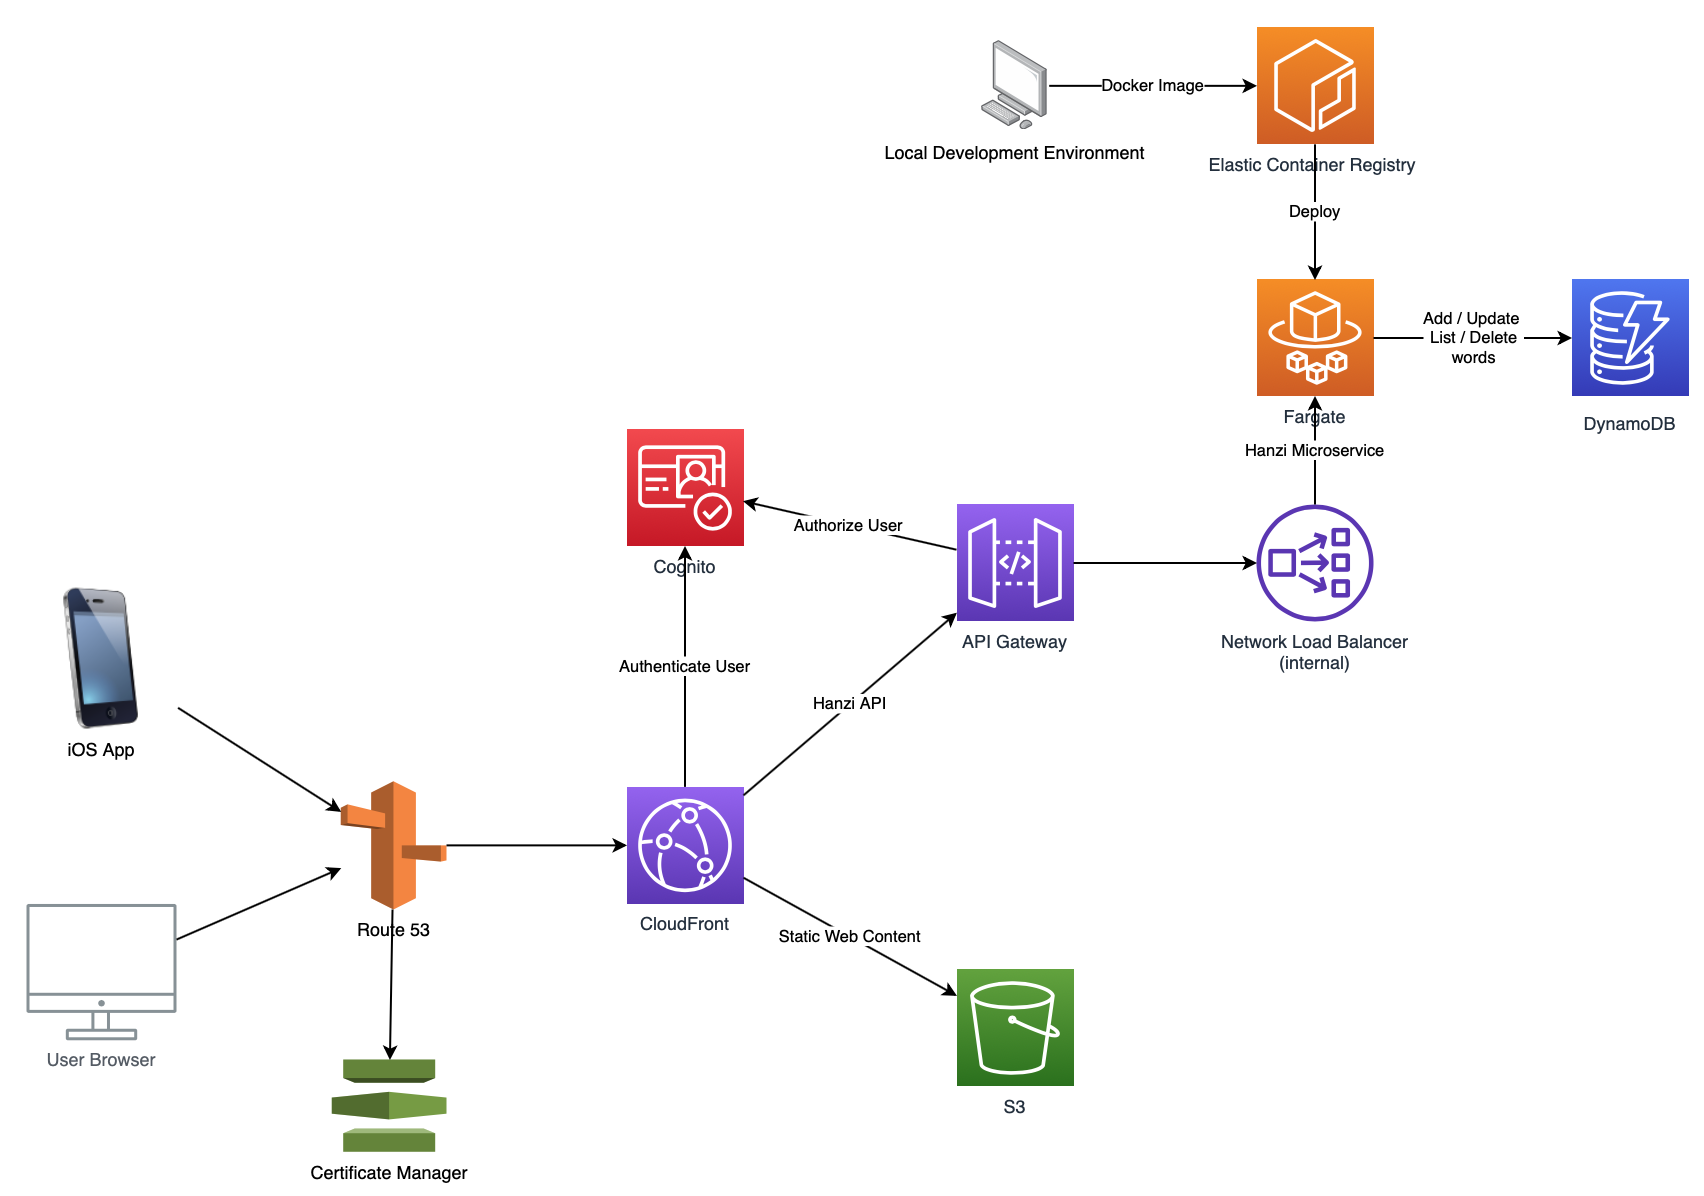 Docker Image
Local Development Environment
Elastic Container Registry
Deploy
Add / Update
List / Delete
words
Fargate
DynamoDB
Hanzi Microservice
Authorize User
Cognito
API Gateway
Network Load Balancer
(internal)
Authenticate User
Hanzi API
iOS App
Route 53
CloudFront
Static Web Content
User Browser
S3
Certificate Manager